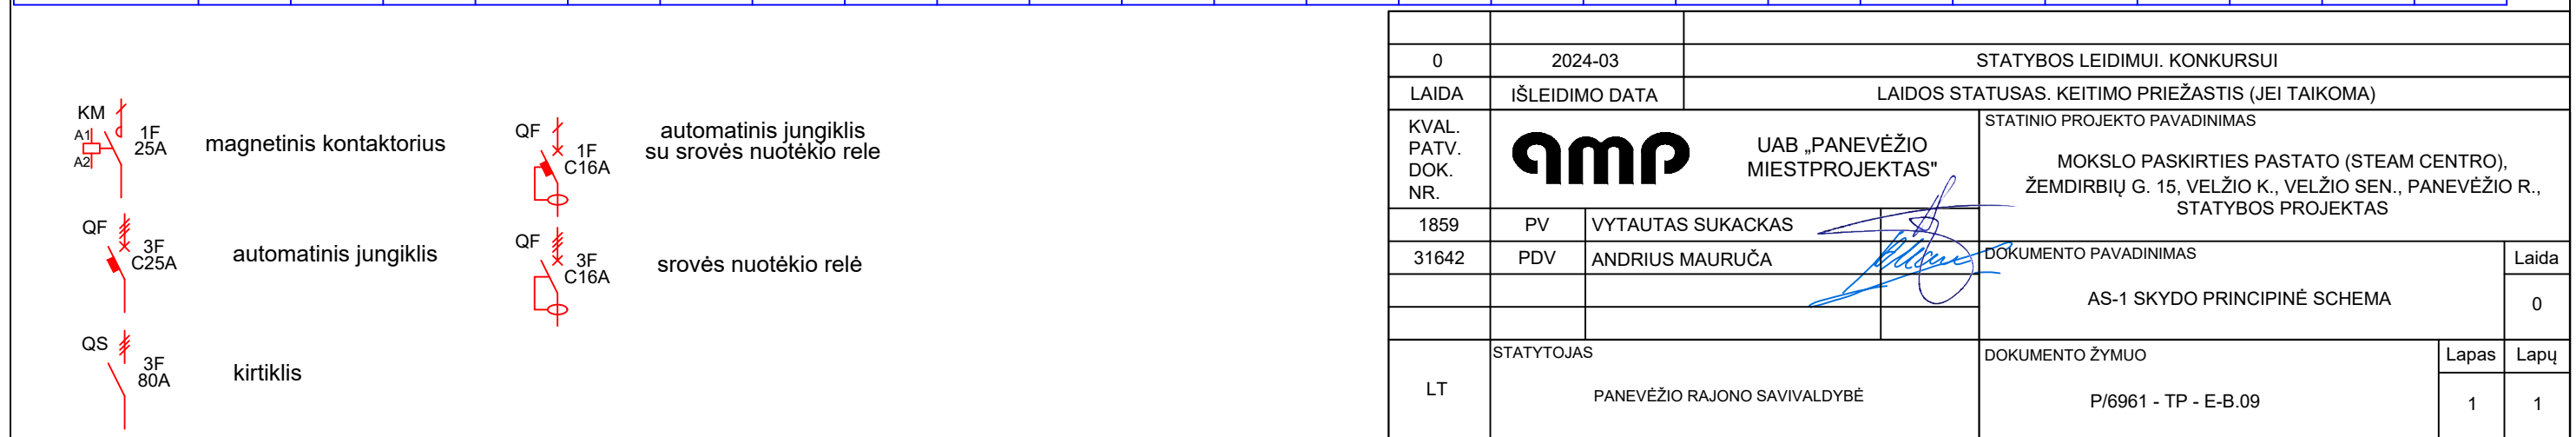 KM
A1
A2
1F
25A
magnetinis kontaktorius
QF
1F
C16A
automatinis jungiklis
su srovės nuotėkio rele
QF
3F
C25A
automatinis jungiklis
QF
3F
C16A
srovės nuotėkio relė
QS
3F
80A
kirtiklis
0 2024-03 STATYBOS LEIDIMUI. KONKURSUI
LAIDA IŠLEIDIMO DATA LAIDOS STATUSAS. KEITIMO PRIEŽASTIS (JEI TAIKOMA)
KVAL.
PATV.
DOK.
NR.
amp
UAB „PANEVĖŽIO
MIESTPROJEKTAS"
STATINIO PROJEKTO PAVADINIMAS
MOKSLO PASKIRTIES PASTATO (STEAM CENTRO),
ŽEMDIRBIŲ G. 15, VELŽIO K., VELŽIO SEN., PANEVĖŽIO R.,
STATYBOS PROJEKTAS
1859 PV VYTAUTAS SUKACKAS
31642 PDV ANDRIUS MAURUČA
DOKUMENTO PAVADINIMAS
AS-1 SKYDO PRINCIPINĖ SCHEMA
Laida
0
LT
STATYTOJAS
PANEVĖŽIO RAJONO SAVIVALDYBĖ
DOKUMENTO ŽYMUO
P/6961 - TP - E-B.09
Lapas Lapų
1 1